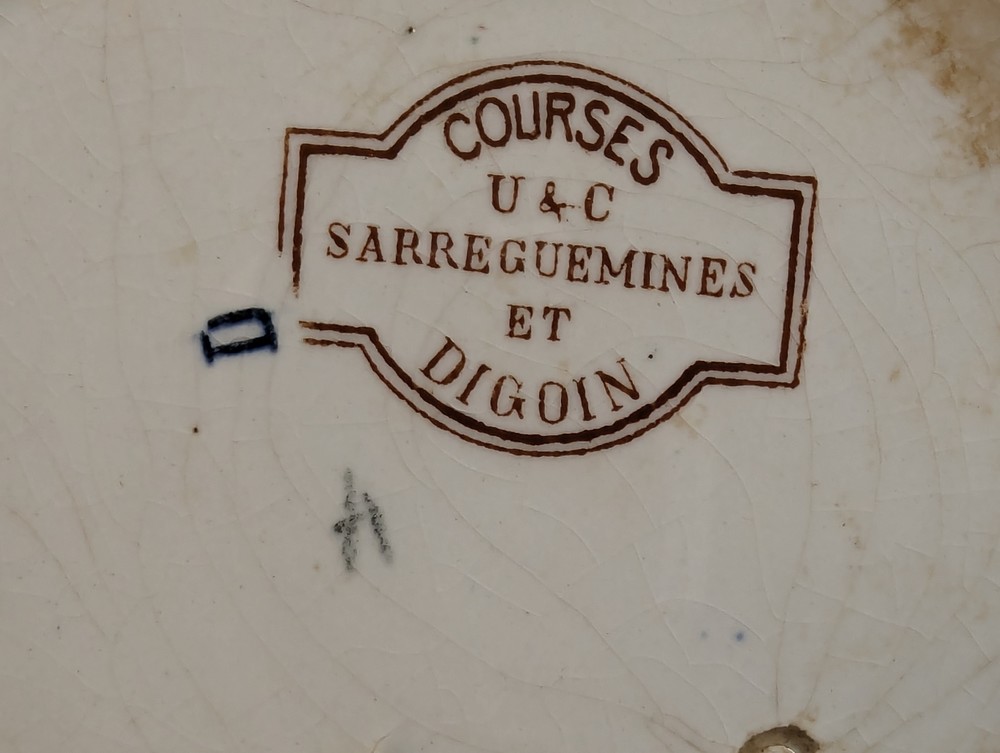 COURSES
U & C
SARREGUEMINES
ET
DIGOIN
D